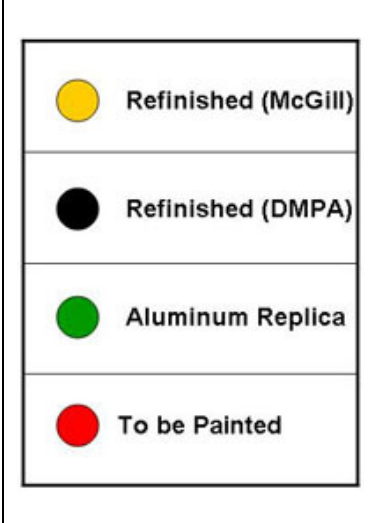 Refinished (McGill)
Refinished (DMPA)
Aluminum Replica
To be Painted